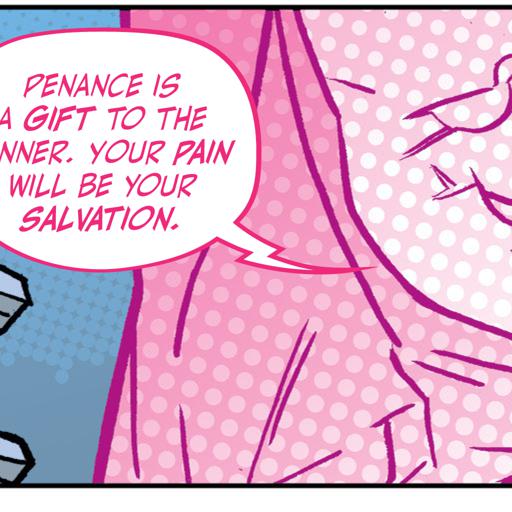 PENANCE IS
A GIFT TO THE
NNER. YOUR PAIN
WILL BE YOUR
SALVATION.